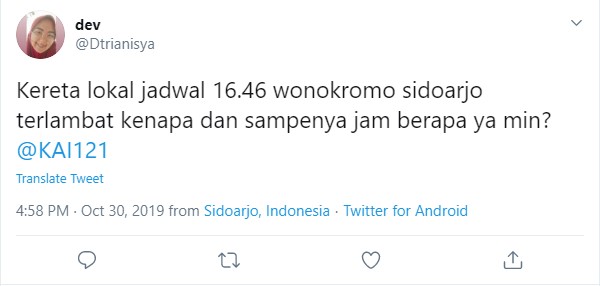 dev
@Dtrianisya
Kereta lokal jadwal 16.46 wonokromo sidoarjo
terlambat kenapa dan sampenya jam berapa ya min?
@KAI121
Translate Tweet
4:58 PM · Oct 30, 2019 from Sidoarjo, Indonesia · Twitter for Android